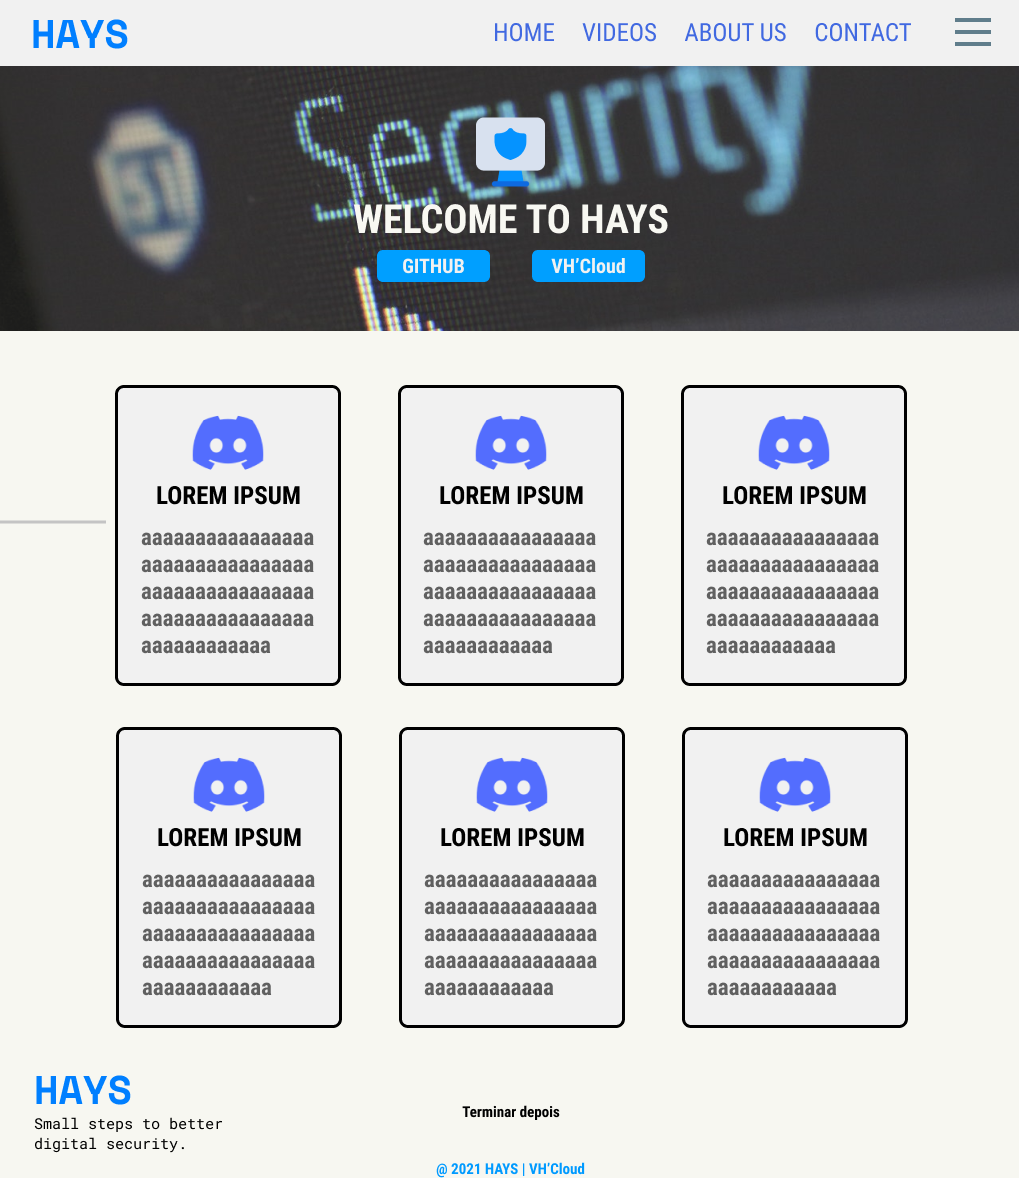 HAYS
HOME VIDEOS ABOUT US CONTACT
Security
WELCOME TO HAYS
GITHUB VH’Cloud
LOREM IPSUM
aaaaaaaaaaaaaaaa
aaaaaaaaaaaaaaaa
aaaaaaaaaaaaaaaa
aaaaaaaaaaaaaaaa
aaaaaaaaaaaa
LOREM IPSUM
aaaaaaaaaaaaaaaa
aaaaaaaaaaaaaaaa
aaaaaaaaaaaaaaaa
aaaaaaaaaaaaaaaa
aaaaaaaaaaaa
LOREM IPSUM
aaaaaaaaaaaaaaaa
aaaaaaaaaaaaaaaa
aaaaaaaaaaaaaaaa
aaaaaaaaaaaaaaaa
aaaaaaaaaaaa
LOREM IPSUM
aaaaaaaaaaaaaaaa
aaaaaaaaaaaaaaaa
aaaaaaaaaaaaaaaa
aaaaaaaaaaaaaaaa
aaaaaaaaaaaa
LOREM IPSUM
aaaaaaaaaaaaaaaa
aaaaaaaaaaaaaaaa
aaaaaaaaaaaaaaaa
aaaaaaaaaaaaaaaa
aaaaaaaaaaaa
LOREM IPSUM
aaaaaaaaaaaaaaaa
aaaaaaaaaaaaaaaa
aaaaaaaaaaaaaaaa
aaaaaaaaaaaaaaaa
aaaaaaaaaaaa
HAYS
Small steps to better
digital security.
Terminar depois
@ 2021 HAYS | VH’Cloud